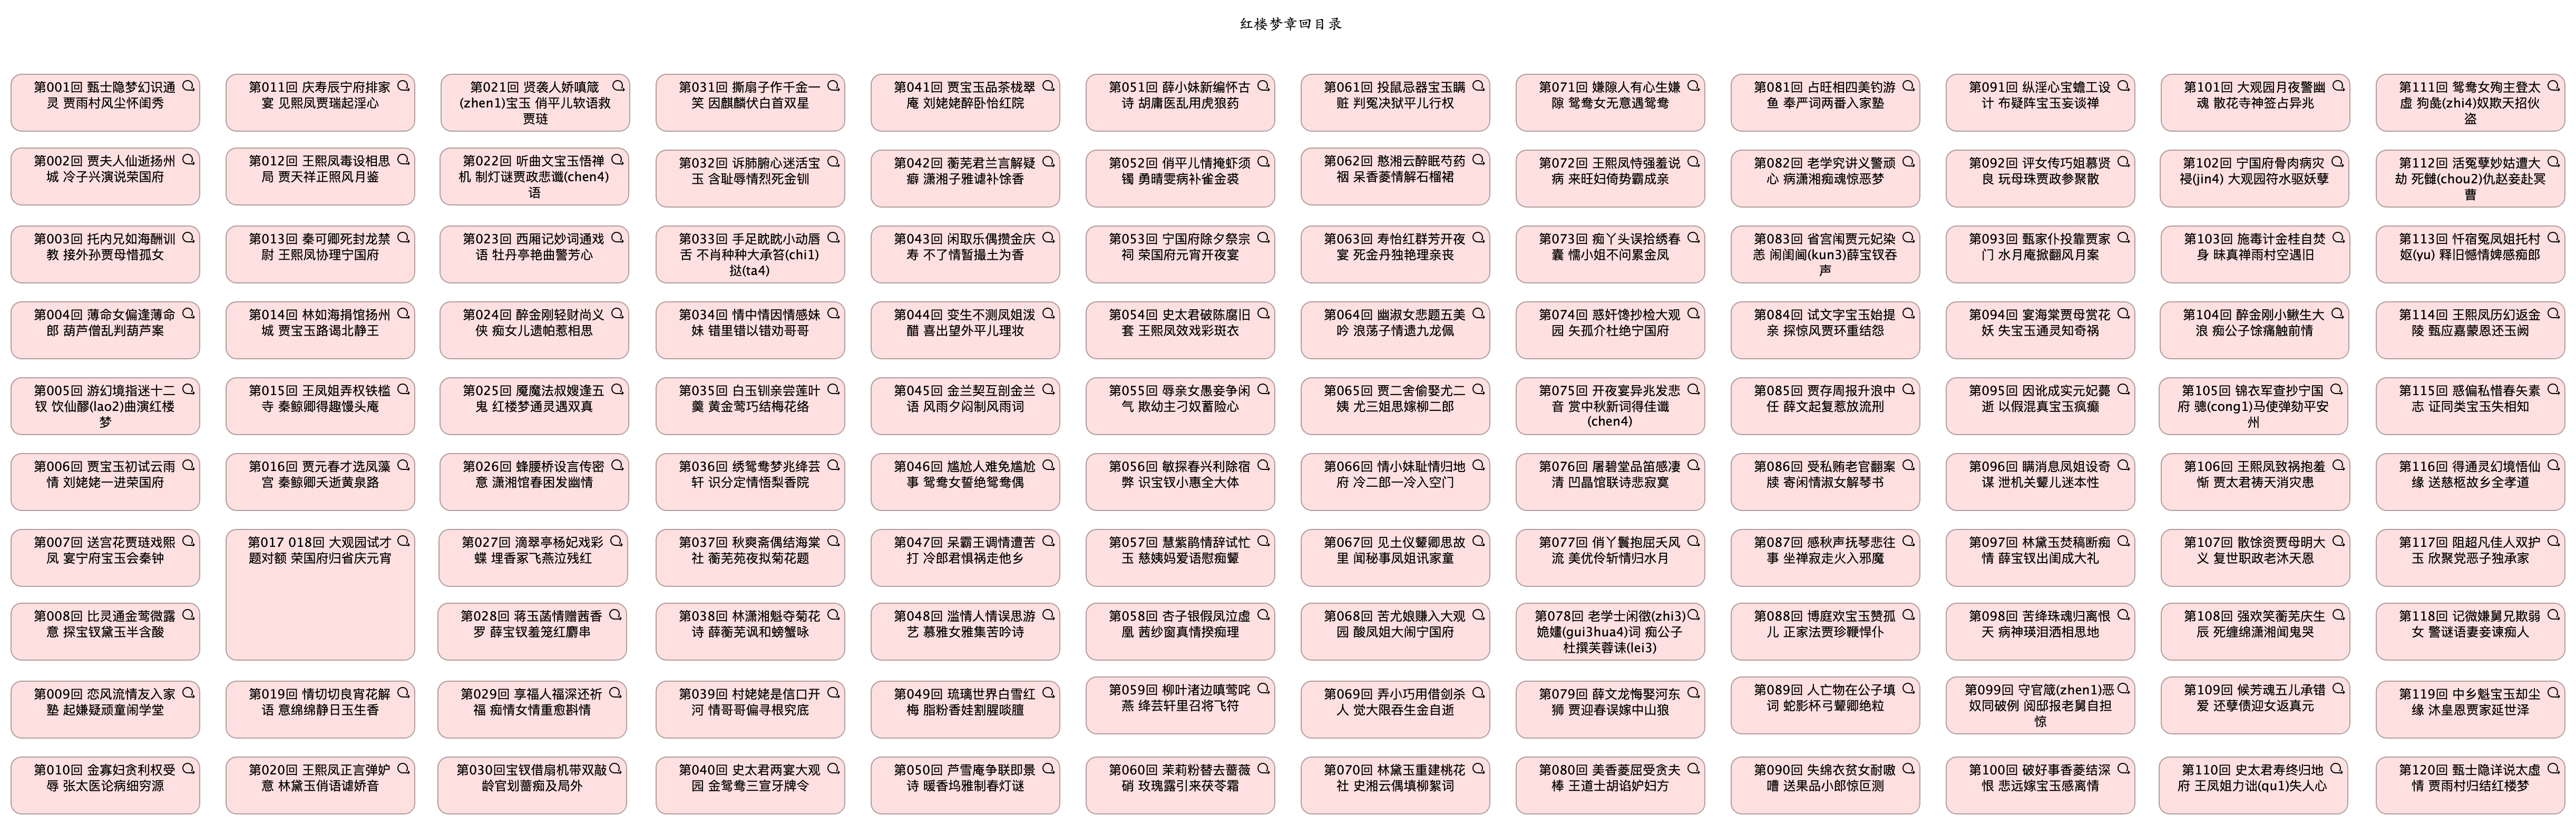 红楼梦章回目录
第001回 甄士隐梦幻识通
灵 贾雨村风尘怀闺秀
第002回 贾夫人仙逝扬州
城 冷子兴演说荣国府
第003回 托内兄如海酬训
教 接外孙贾母惜孤女
第004回 薄命女偏逢薄命
郎 葫芦僧乱判葫芦案
第005回 游幻境指迷十二
钗 饮仙醪(lao2)曲演红楼
梦
第006回 贾宝玉初试云雨
情 刘姥姥一进荣国府
第007回 送宫花贾琏戏熙
凤 宴宁府宝玉会秦钟
第008回 比灵通金莺微露
意 探宝钗黛玉半含酸
第009回 恋风流情友入家
塾 起嫌疑顽童闹学堂
第010回 金寡妇贪利权受
辱 张太医论病细穷源
第011回 庆寿辰宁府排家
宴 见熙凤贾瑞起淫心
第012回 王熙凤毒设相思
局 贾天祥正照风月鉴
第013回 秦可卿死封龙禁
尉 王熙凤协理宁国府
第014回 林如海捐馆扬州
城 贾宝玉路谒北静王
第015回 王凤姐弄权铁槛
寺 秦鲸卿得趣馒头庵
第016回 贾元春才选凤藻
宫 秦鲸卿夭逝黄泉路
第017 018回 大观园试才
题对额 荣国府归省庆元宵
第019回 情切切良宵花解
语 意绵绵静日玉生香
第020回 王熙凤正言弹妒
意 林黛玉俏语谑娇音
第021回 贤袭人娇嗔箴
(zhen1)宝玉 俏平儿软语救
贾琏
第022回 听曲文宝玉悟禅
机 制灯谜贾政悲谶(chen4)
语
第023回 西厢记妙词通戏
语 牡丹亭艳曲警芳心
第024回 醉金刚轻财尚义
侠 痴女儿遗帕惹相思
第025回 魇魔法叔嫂逢五
鬼 红楼梦通灵遇双真
第026回 蜂腰桥设言传密
意 潇湘馆春困发幽情
第027回 滴翠亭杨妃戏彩
蝶 埋香冢飞燕泣残红
第028回 蒋玉菡情赠茜香
罗 薛宝钗羞笼红麝串
第029回 享福人福深还祈
福 痴情女情重愈斟情
第030回宝钗借扇机带双敲
龄官划蔷痴及局外
第031回 撕扇子作千金一
笑 因麒麟伏白首双星
第032回 诉肺腑心迷活宝
玉 含耻辱情烈死金钏
第033回 手足眈眈小动唇
舌 不肖种种大承笞(chi1)
挞(ta4)
第034回 情中情因情感妹
妹 错里错以错劝哥哥
第035回 白玉钏亲尝莲叶
羹 黄金莺巧结梅花络
第036回 绣鸳鸯梦兆绛芸
轩 识分定情悟梨香院
第037回 秋爽斋偶结海棠
社 蘅芜苑夜拟菊花题
第038回 林潇湘魁夺菊花
诗 薛蘅芜讽和螃蟹咏
第039回 村姥姥是信口开
河 情哥哥偏寻根究底
第040回 史太君两宴大观
园 金鸳鸯三宣牙牌令
第041回 贾宝玉品茶栊翠
庵 刘姥姥醉卧怡红院
第042回 蘅芜君兰言解疑
癖 潇湘子雅谑补馀香
第043回 闲取乐偶攒金庆
寿 不了情暂撮土为香
第044回 变生不测凤姐泼
醋 喜出望外平儿理妆
第045回 金兰契互剖金兰
语 风雨夕闷制风雨词
第046回 尴尬人难免尴尬
事 鸳鸯女誓绝鸳鸯偶
第047回 呆霸王调情遭苦
打 冷郎君惧祸走他乡
第048回 滥情人情误思游
艺 慕雅女雅集苦吟诗
第049回 琉璃世界白雪红
梅 脂粉香娃割腥啖膻
第050回 芦雪庵争联即景
诗 暖香坞雅制春灯谜
第051回 薛小妹新编怀古
诗 胡庸医乱用虎狼药
第052回 俏平儿情掩虾须
镯 勇晴雯病补雀金裘
第053回 宁国府除夕祭宗
祠 荣国府元宵开夜宴
第054回 史太君破陈腐旧
套 王熙凤效戏彩斑衣
第055回 辱亲女愚妾争闲
气 欺幼主刁奴蓄险心
第056回 敏探春兴利除宿
弊 识宝钗小惠全大体
第057回 慧紫鹃情辞试忙
玉 慈姨妈爱语慰痴颦
第058回 杏子银假凤泣虚
凰 茜纱窗真情揆痴理
第059回 柳叶渚边嗔莺咤
燕 绛芸轩里召将飞符
第060回 茉莉粉替去蔷薇
硝 玫瑰露引来茯苓霜
第061回 投鼠忌器宝玉瞒
赃 判冤决狱平儿行权
第062回 憨湘云醉眠芍药
裀 呆香菱情解石榴裙
第063回 寿怡红群芳开夜
宴 死金丹独艳理亲丧
第064回 幽淑女悲题五美
吟 浪荡子情遗九龙佩
第065回 贾二舍偷娶尤二
姨 尤三姐思嫁柳二郎
第066回 情小妹耻情归地
府 冷二郎一冷入空门
第067回 见土仪颦卿思故
里 闻秘事凤姐讯家童
第068回 苦尤娘赚入大观
园 酸凤姐大闹宁国府
第069回 弄小巧用借剑杀
人 觉大限吞生金自逝
第070回 林黛玉重建桃花
社 史湘云偶填柳絮词
第071回 嫌隙人有心生嫌
隙 鸳鸯女无意遇鸳鸯
第072回 王熙凤恃强羞说
病 来旺妇倚势霸成亲
第073回 痴丫头误拾绣春
囊 懦小姐不问累金凤
第074回 惑奸馋抄检大观
园 矢孤介杜绝宁国府
第075回 开夜宴异兆发悲
音 赏中秋新词得佳谶
(chen4)
第076回 屠碧堂品笛感凄
清 凹晶馆联诗悲寂寞
第077回 俏丫鬟抱屈夭风
流 美优伶斩情归水月
第078回 老学士闲徵(zhi3)
姽婳(gui3hua4)词 痴公子
杜撰芙蓉诔(lei3)
第079回 薛文龙悔娶河东
狮 贾迎春误嫁中山狼
第080回 美香菱屈受贪夫
棒 王道士胡诌妒妇方
第081回 占旺相四美钓游
鱼 奉严词两番入家塾
第082回 老学究讲义警顽
心 病潇湘痴魂惊恶梦
第083回 省宫闱贾元妃染
恙 闹闺阃(kun3)薛宝钗吞
声
第084回 试文字宝玉始提
亲 探惊风贾环重结怨
第085回 贾存周报升浪中
任 薛文起复惹放流刑
第086回 受私贿老官翻案
牍 寄闲情淑女解琴书
第087回 感秋声抚琴悲往
事 坐禅寂走火入邪魔
第088回 博庭欢宝玉赞孤
儿 正家法贾珍鞭悍仆
第089回 人亡物在公子填
词 蛇影杯弓颦卿绝粒
第090回 失绵衣贫女耐嗷
嘈 送果品小郎惊叵测
第091回 纵淫心宝蟾工设
计 布疑阵宝玉妄谈禅
第092回 评女传巧姐慕贤
良 玩母珠贾政参聚散
第093回 甄家仆投靠贾家
门 水月庵掀翻风月案
第094回 宴海棠贾母赏花
妖 失宝玉通灵知奇祸
第095回 因讹成实元妃薨
逝 以假混真宝玉疯癫
第096回 瞒消息凤姐设奇
谋 泄机关颦儿迷本性
第097回 林黛玉焚稿断痴
情 薛宝钗出闺成大礼
第098回 苦绛珠魂归离恨
天 病神瑛泪洒相思地
第099回 守官箴(zhen1)恶
奴同破例 阅邸报老舅自担
惊
第100回 破好事香菱结深
恨 悲远嫁宝玉感离情
第101回 大观园月夜警幽
魂 散花寺神签占异兆
第102回 宁国府骨肉病灾
祲(jin4) 大观园符水驱妖孽
第103回 施毒计金桂自焚
身 昧真禅雨村空遇旧
第104回 醉金刚小鳅生大
浪 痴公子馀痛触前情
第105回 锦衣军查抄宁国
府 骢(cong1)马使弹劾平安
州
第106回 王熙凤致祸抱羞
惭 贾太君祷天消灾患
第107回 散馀资贾母明大
义 复世职政老沐天恩
第108回 强欢笑蘅芜庆生
辰 死缠绵潇湘闻鬼哭
第109回 候芳魂五儿承错
爱 还孽债迎女返真元
第110回 史太君寿终归地
府 王凤姐力诎(qu1)失人心
第111回 鸳鸯女殉主登太
虚 狗彘(zhi4)奴欺天招伙
盗
第112回 活冤孽妙姑遭大
劫 死雠(chou2)仇赵妾赴冥
曹
第113回 忏宿冤凤姐托村
妪(yu) 释旧憾情婢感痴郎
第114回 王熙凤历幻返金
陵 甄应嘉蒙恩还玉阙
第115回 惑偏私惜春矢素
志 证同类宝玉失相知
第116回 得通灵幻境悟仙
缘 送慈柩故乡全孝道
第117回 阻超凡佳人双护
玉 欣聚党恶子独承家
第118回 记微嫌舅兄欺弱
女 警谜语妻妾谏痴人
第119回 中乡魁宝玉却尘
缘 沐皇恩贾家延世泽
第120回 甄士隐详说太虚
情 贾雨村归结红楼梦